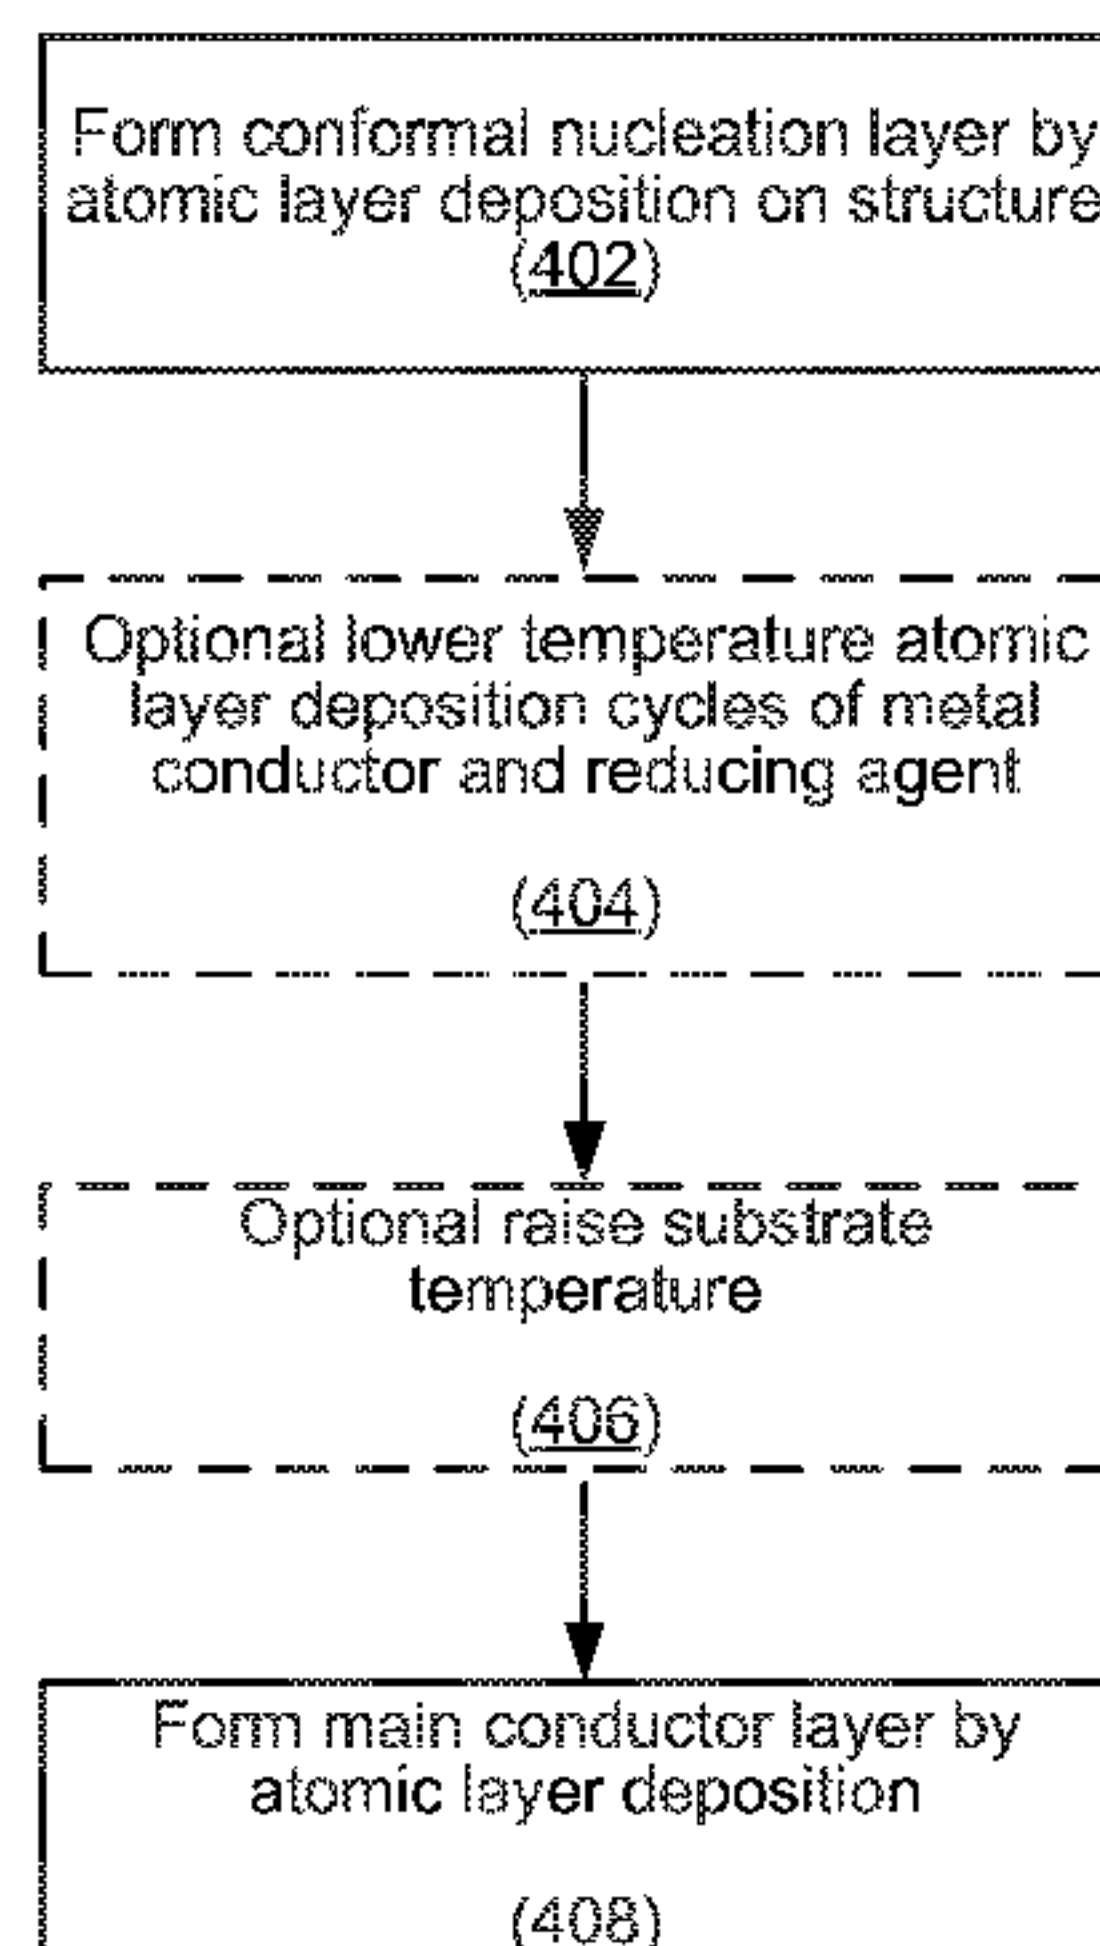 Form conformal nucleation layer by
atomic layer deposition on structure
(402)
Optional lower temperature atomic
layer deposition cycles of metal
conductor and reducing agent
(404)
Optional raise substrate
temperature
(406)
Form main conductor layer by
atomic layer deposition
(408)